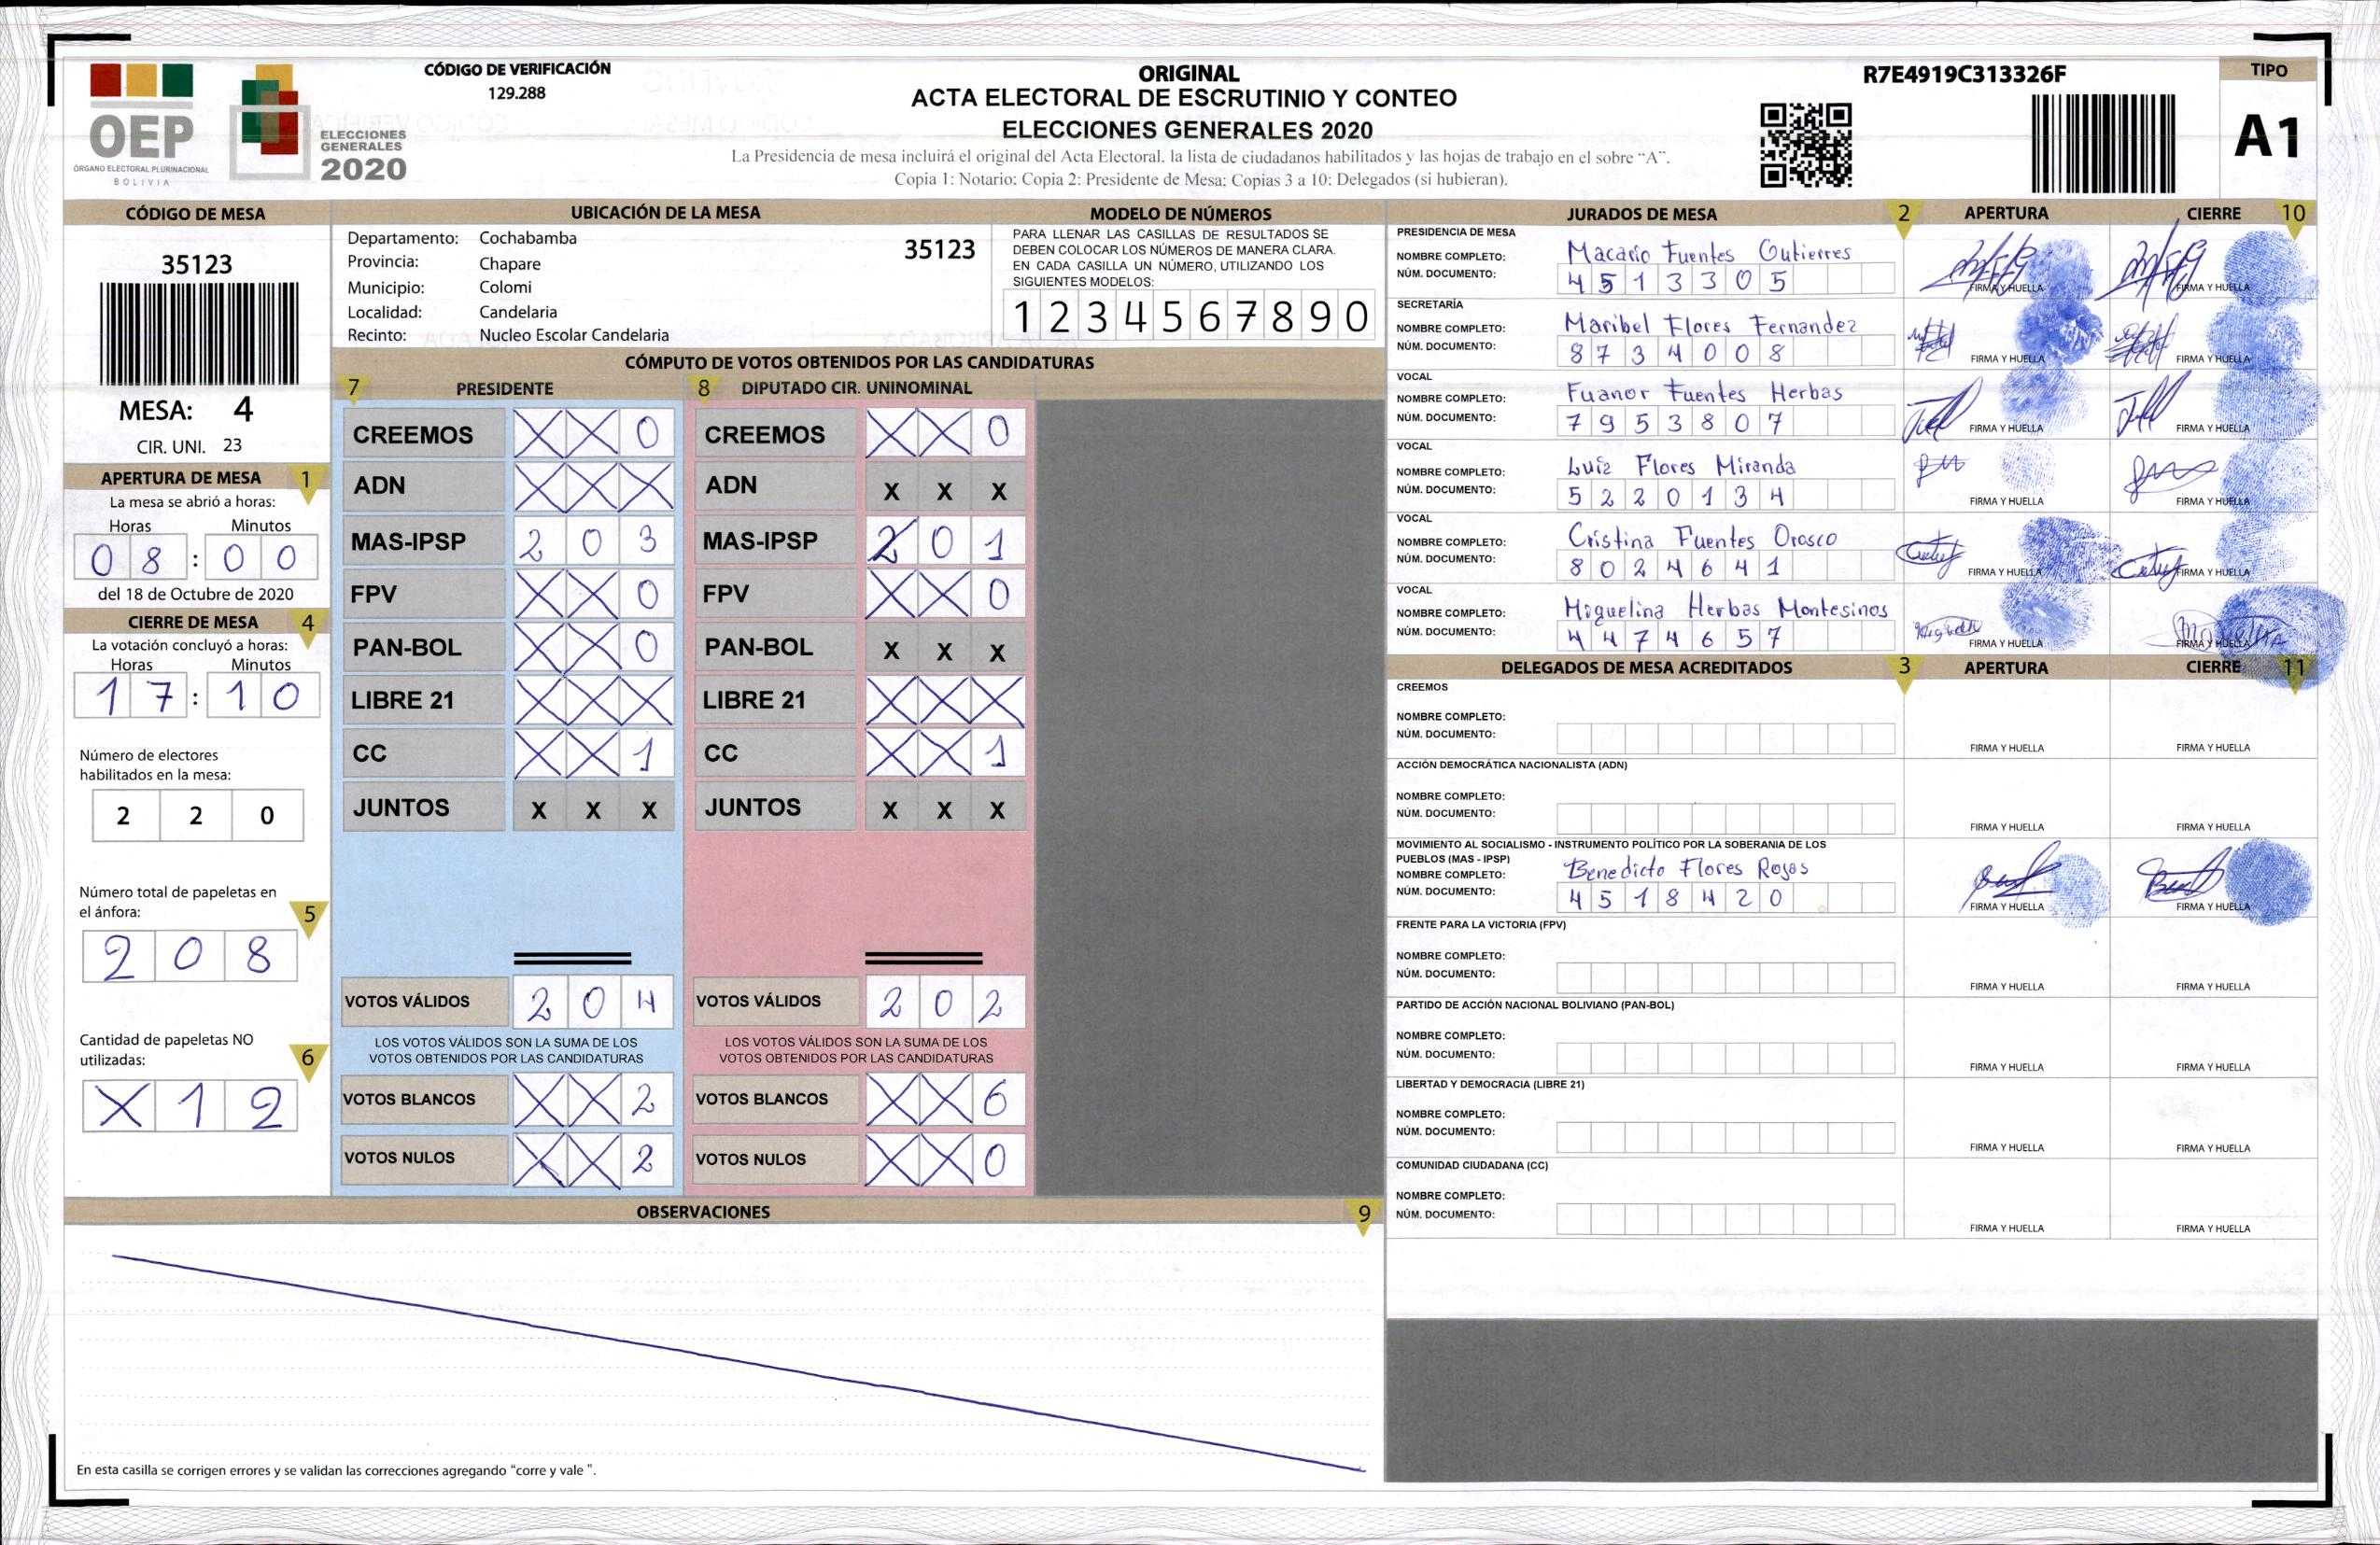 OEP
ÓRGANO ELECTORAL PLURINACIONAL
BOLIVIA
ELECCIONES
GENERALES
2020
CÓDIGO DE VERIFICACIÓN
129.288
ORIGINAL
ACTA ELECTORAL DE ESCRUTINIO Y CONTEO
ELECCIONES GENERALES 2020
La Presidencia de mesa incluirá el original del Acta Electoral, la lista de ciudadanos habilitados y las hojas de trabajo en el sobre "A".
Copia 1: Notario; Copia 2: Presidente de Mesa; Copias 3 a 10: Delegados (si hubieran).
R7E4919C313326F
TIPO
A1
CÓDIGO DE MESA
35123
MESA: 4
CIR. UNI. 23
APERTURA DE MESA 1
La mesa se abrió a horas:
Horas Minutos
0 8 : 0 0
del 18 de Octubre de 2020
CIERRE DE MESA 4
La votación concluyó a horas:
Horas Minutos
1 7 : 1 0
Número de electores
habilitados en la mesa:
2 2 0
Número total de papeletas en
el ánfora: 5
2 0 8
Cantidad de papeletas NO
utilizadas: 6
X 1 2
UBICACIÓN DE LA MESA
Departamento: Cochabamba 35123
Provincia: Chapare
Municipio: Colomi
Localidad: Candelaria
Recinto: Nucleo Escolar Candelaria
MODELO DE NÚMEROS
PARA LLENAR LAS CASILLAS DE RESULTADOS SE
DEBEN COLOCAR LOS NÚMEROS DE MANERA CLARA.
EN CADA CASILLA UN NÚMERO, UTILIZANDO LOS
SIGUIENTES MODELOS:
1 2 3 4 5 6 7 8 9 0
CÓMPUTO DE VOTOS OBTENIDOS POR LAS CANDIDATURAS
7 PRESIDENTE 8 DIPUTADO CIR. UNINOMINAL
CREEMOS X X 0 CREEMOS X X 0
ADN X X X ADN X X X
MAS-IPSP 2 0 3 MAS-IPSP 2 0 1
FPV X X 0 FPV X X 0
PAN-BOL X X 0 PAN-BOL X X X
LIBRE 21 X X X LIBRE 21 X X X
CC X X 1 CC X X 1
JUNTOS X X X JUNTOS X X X
VOTOS VÁLIDOS 2 0 4 VOTOS VÁLIDOS 2 0 2
LOS VOTOS VÁLIDOS SON LA SUMA DE LOS LOS VOTOS VÁLIDOS SON LA SUMA DE LOS
VOTOS OBTENIDOS POR LAS CANDIDATURAS VOTOS OBTENIDOS POR LAS CANDIDATURAS
VOTOS BLANCOS X X 2 VOTOS BLANCOS X X 6
VOTOS NULOS X X 2 VOTOS NULOS X X 0
OBSERVACIONES 9
En esta casilla se corrigen errores y se validan las correcciones agregando "corre y vale ".
JURADOS DE MESA 2 APERTURA CIERRE 10
PRESIDENCIA DE MESA
NOMBRE COMPLETO: Macario Fuentes Gutierres
NÚM. DOCUMENTO: 4 5 1 3 3 0 5 FIRMA Y HUELLA FIRMA Y HUELLA
SECRETARÍA
NOMBRE COMPLETO: Maribel Flores Fernandez
NÚM. DOCUMENTO: 8 7 3 4 0 0 8 FIRMA Y HUELLA FIRMA Y HUELLA
VOCAL
NOMBRE COMPLETO: Fuanor Fuentes Herbas
NÚM. DOCUMENTO: 7 9 5 3 8 0 7 FIRMA Y HUELLA FIRMA Y HUELLA
VOCAL
NOMBRE COMPLETO: Luiz Flores Miranda
NÚM. DOCUMENTO: 5 2 2 0 1 3 4 FIRMA Y HUELLA FIRMA Y HUELLA
VOCAL
NOMBRE COMPLETO: Cristina Fuentes Orosco
NÚM. DOCUMENTO: 8 0 2 4 6 4 1 FIRMA Y HUELLA FIRMA Y HUELLA
VOCAL
NOMBRE COMPLETO: Miguelina Herbas Montesinos
NÚM. DOCUMENTO: 4 4 7 4 6 5 7 FIRMA Y HUELLA FIRMA Y HUELLA
DELEGADOS DE MESA ACREDITADOS 3 APERTURA CIERRE 11
CREEMOS
NOMBRE COMPLETO:
NÚM. DOCUMENTO: FIRMA Y HUELLA FIRMA Y HUELLA
ACCIÓN DEMOCRÁTICA NACIONALISTA (ADN)
NOMBRE COMPLETO:
NÚM. DOCUMENTO: FIRMA Y HUELLA FIRMA Y HUELLA
MOVIMIENTO AL SOCIALISMO - INSTRUMENTO POLÍTICO POR LA SOBERANIA DE LOS
PUEBLOS (MAS - IPSP)
NOMBRE COMPLETO: Benedicto Flores Rojas
NÚM. DOCUMENTO: 4 5 1 8 4 2 0 FIRMA Y HUELLA FIRMA Y HUELLA
FRENTE PARA LA VICTORIA (FPV)
NOMBRE COMPLETO:
NÚM. DOCUMENTO: FIRMA Y HUELLA FIRMA Y HUELLA
PARTIDO DE ACCIÓN NACIONAL BOLIVIANO (PAN-BOL)
NOMBRE COMPLETO:
NÚM. DOCUMENTO: FIRMA Y HUELLA FIRMA Y HUELLA
LIBERTAD Y DEMOCRACIA (LIBRE 21)
NOMBRE COMPLETO:
NÚM. DOCUMENTO: FIRMA Y HUELLA FIRMA Y HUELLA
COMUNIDAD CIUDADANA (CC)
NOMBRE COMPLETO:
NÚM. DOCUMENTO: FIRMA Y HUELLA FIRMA Y HUELLA